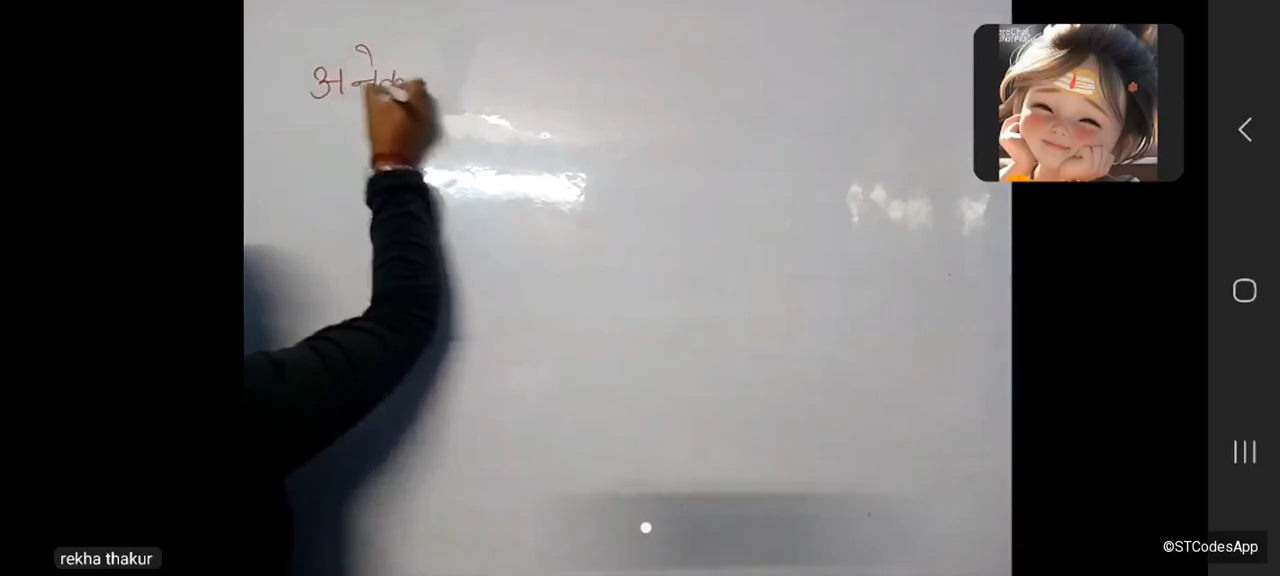 अनेक
rekha thakur
©STCodesApp